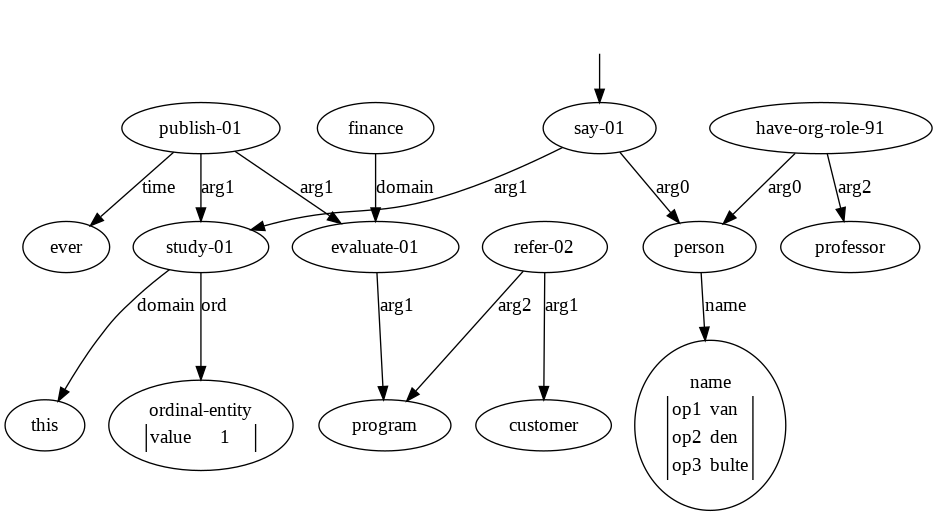 publish-01 finance say-01 have-org-role-91
time arg1 arg1 domain arg1 arg0 arg0 arg2
ever study-01 evaluate-01 refer-02 person professor
domain ord arg1 arg2 arg1 name
this
ordinal-entity
value 1
program customer
name
op1 van
op2 den
op3 bulte